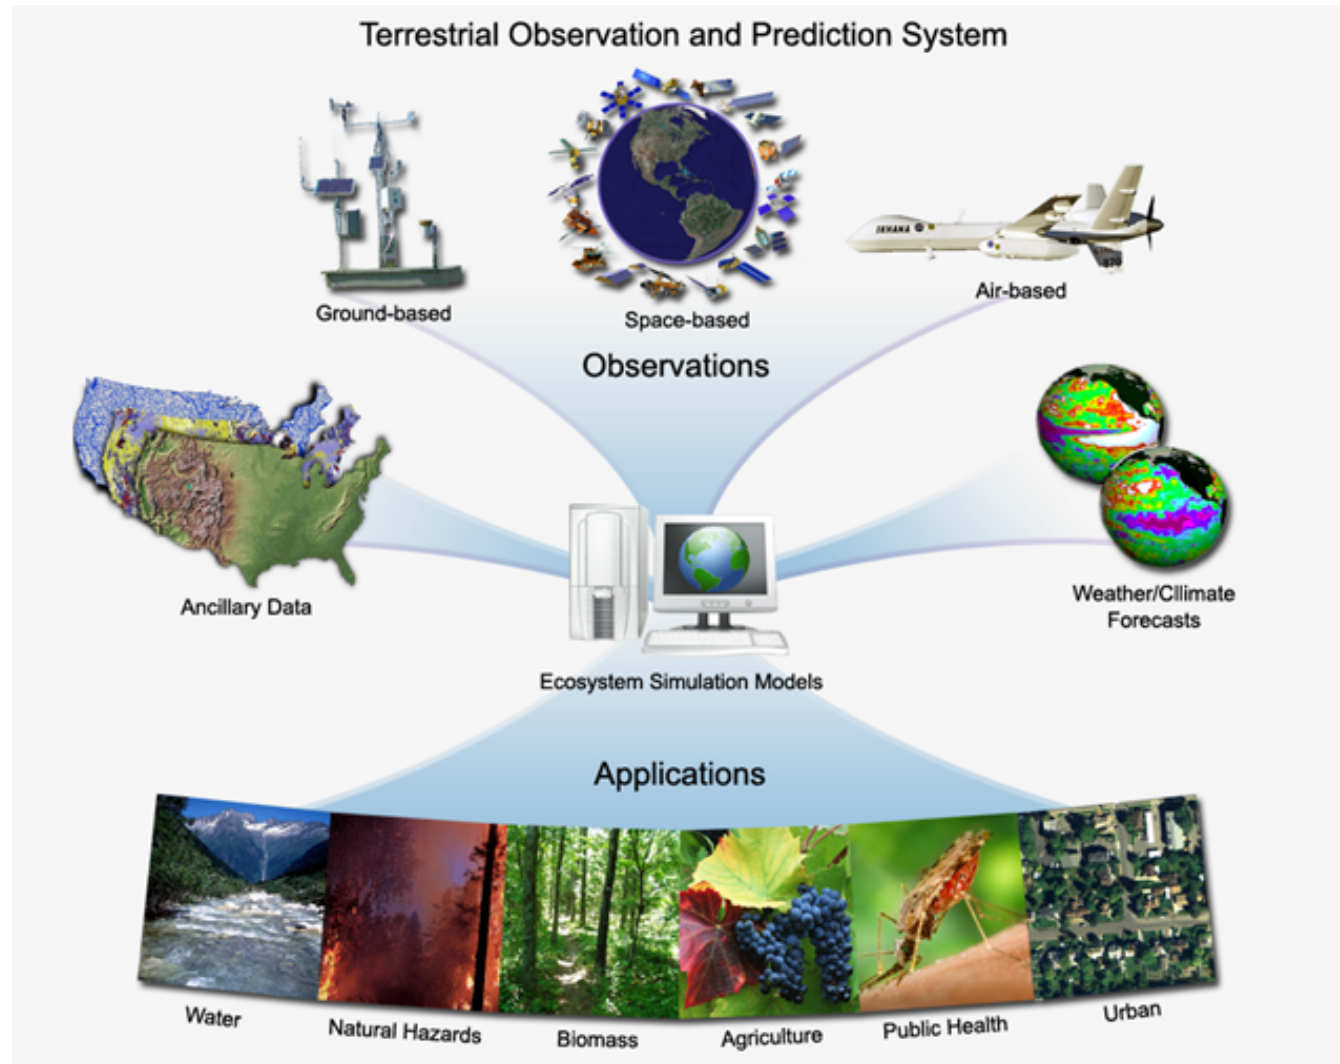 Terrestrial Observation and Prediction System
IKHANA
Ground-based
Space-based
Air-based
Observations
Ancillary Data
Weather/Cllimate
Forecasts
Ecosystem Simulation Models
Applications
Water
Natural Hazards
Biomass
Agriculture
Public Health
Urban